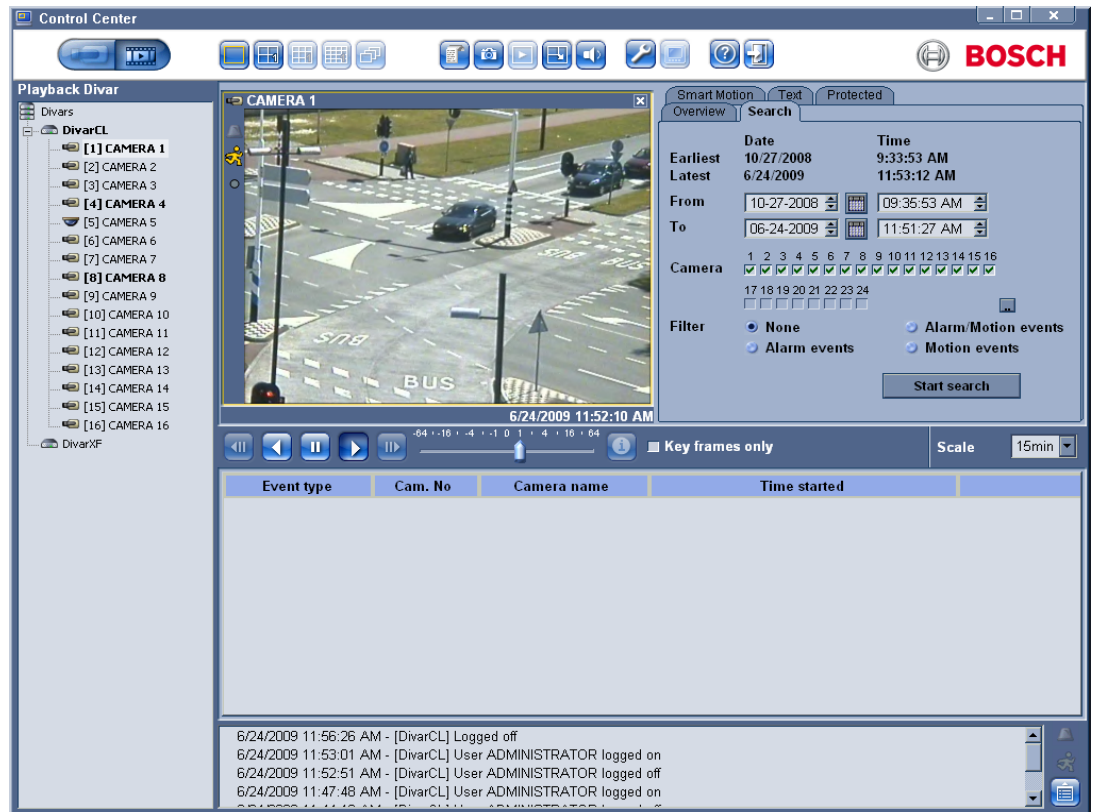 Control Center
BOSCH
Playback Divar
Divars
DivarCL
[1] CAMERA 1
[2] CAMERA 2
[3] CAMERA 3
[4] CAMERA 4
[5] CAMERA 5
[6] CAMERA 6
[7] CAMERA 7
[8] CAMERA 8
[9] CAMERA 9
[10] CAMERA 10
[11] CAMERA 11
[12] CAMERA 12
[13] CAMERA 13
[14] CAMERA 14
[15] CAMERA 15
[16] CAMERA 16
DivarXF
CAMERA 1
BUS
BUS
BUS
6/24/2009 11:52:10 AM
Smart Motion Text Protected
Overview Search
Date Time
Earliest 10/27/2008 9:33:53 AM
Latest 6/24/2009 11:53:12 AM
From 10-27-2008 09:35:53 AM
To 06-24-2009 11:51:27 AM
1 2 3 4 5 6 7 8 9 10 11 12 13 14 15 16
Camera
17 18 19 20 21 22 23 24
..
Filter None Alarm/Motion events
Alarm events Motion events
Start search
-64 -16 -4 -1 0 1 4 16 64
Key frames only
Scale 15min
Event type Cam. No Camera name Time started
6/24/2009 11:56:26 AM - [DivarCL] Logged off
6/24/2009 11:53:01 AM - [DivarCL] User ADMINISTRATOR logged on
6/24/2009 11:52:51 AM - [DivarCL] User ADMINISTRATOR logged off
6/24/2009 11:47:48 AM - [DivarCL] User ADMINISTRATOR logged on